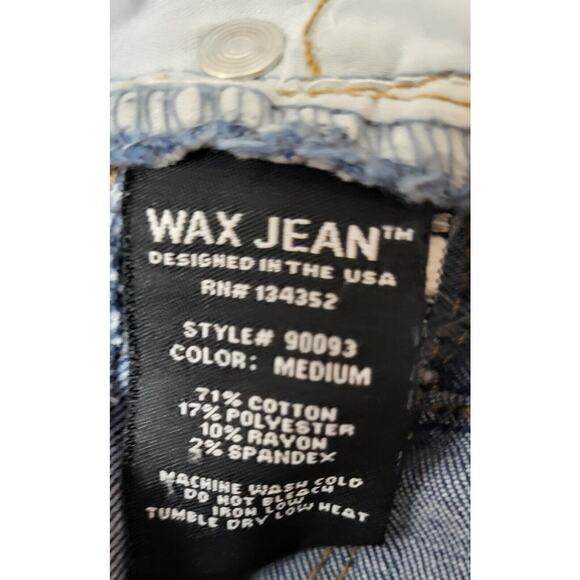 WAX JEAN™
DESIGNED IN THE USA
RN# 134352
STYLE# 90093
COLOR: MEDIUM
71% COTTON
17% POLYESTER
10% RAYON
2% SPANDEX
MACHINE WASH COLD
DO NOT BLEACH
IRON LOW
TUMBLE DRY LOW HEAT